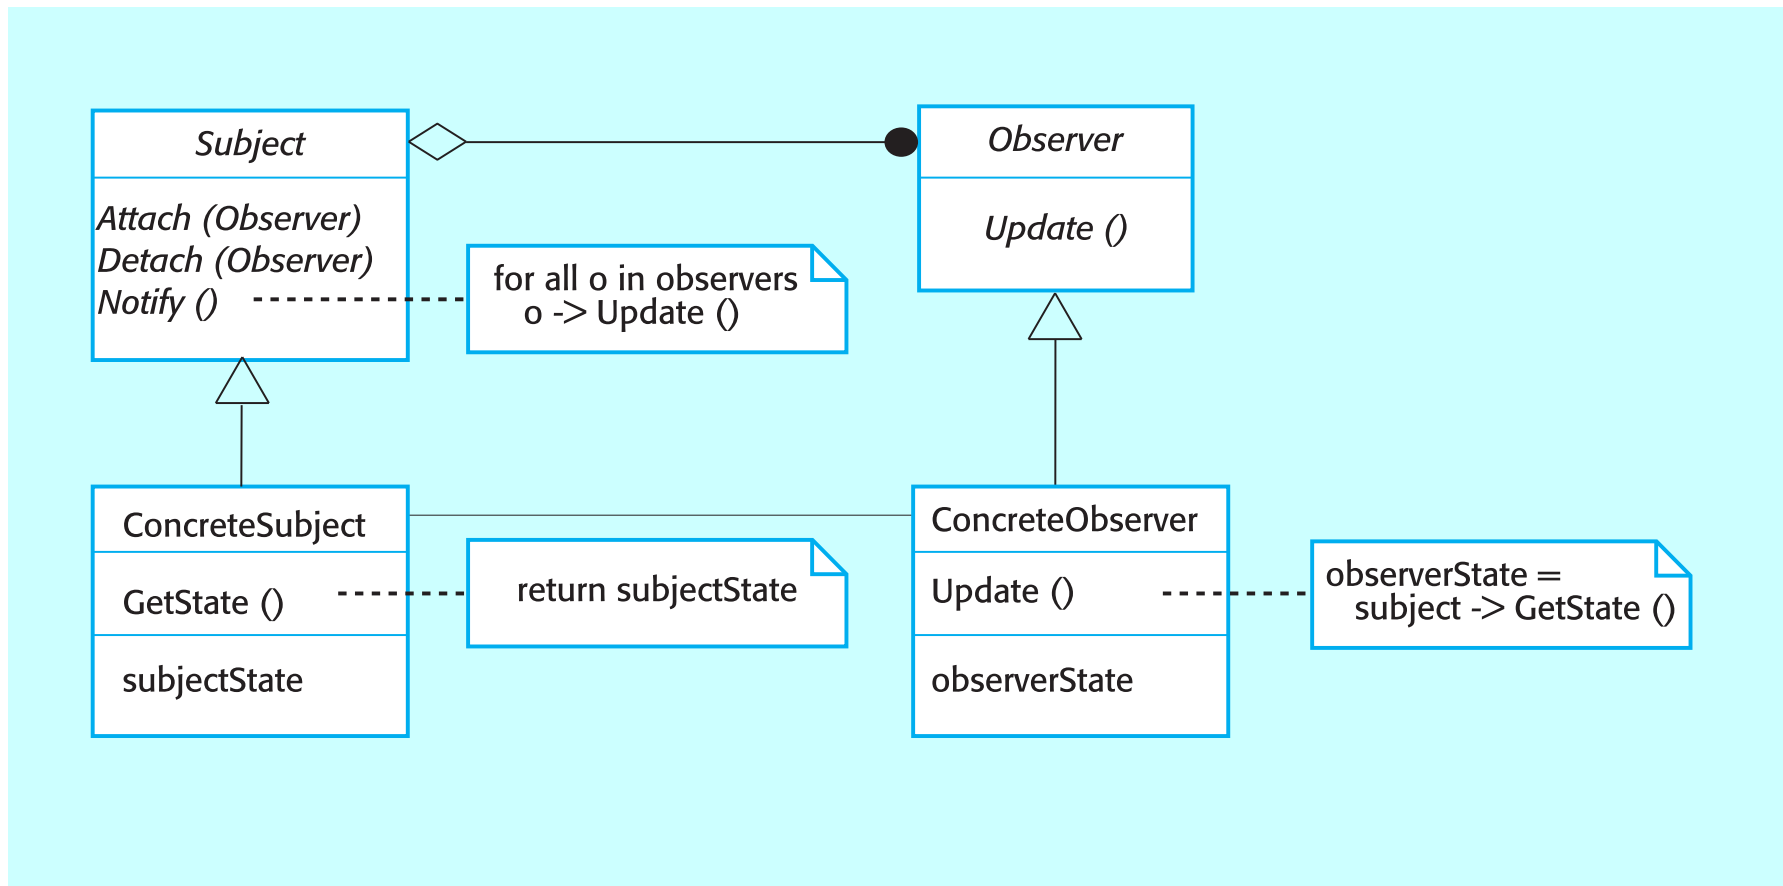 Subject
Attach (Observer)
Detach (Observer)
Notify ()
for all o in observers
o -> Update ()
Observer
Update ()
ConcreteSubject
GetState ()
subjectState
return subjectState
ConcreteObserver
Update ()
observerState
observerState =
subject -> GetState ()